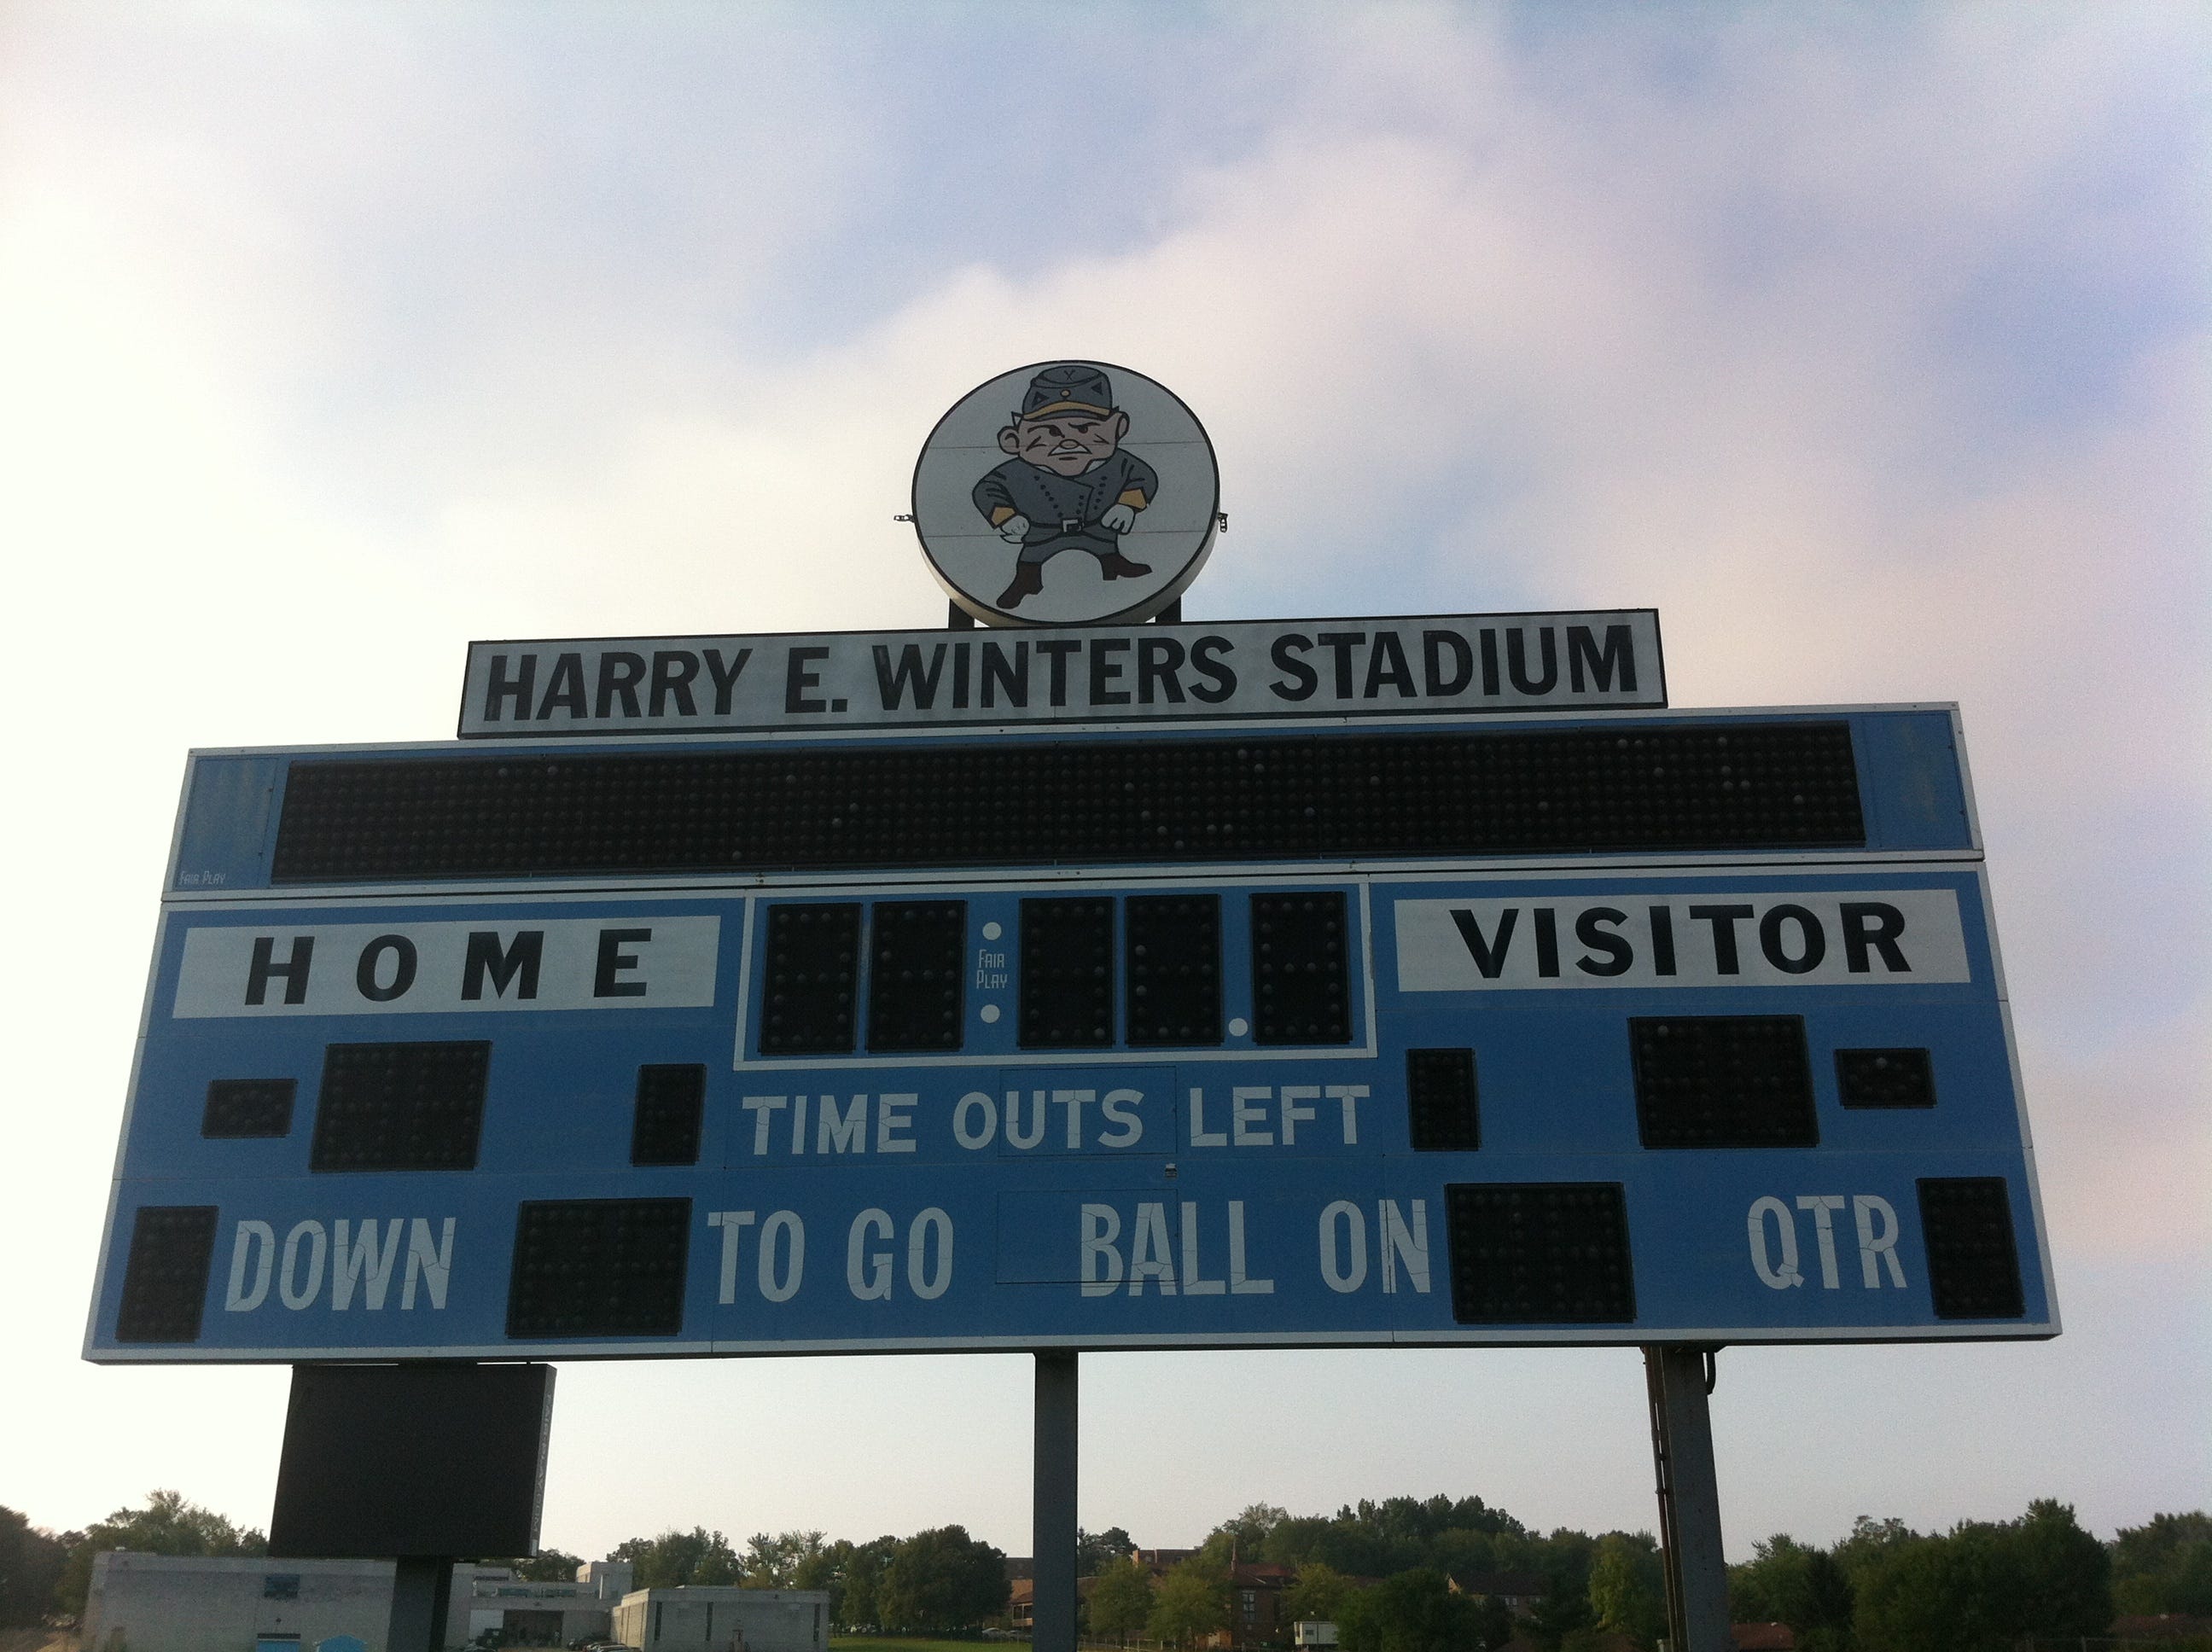 HARRY E. WINTERS STADIUM
FAIR PLAY
HOME
FAIR
PLAY
VISITOR
TIME OUTS LEFT
DOWN TO GO BALL ON QTR